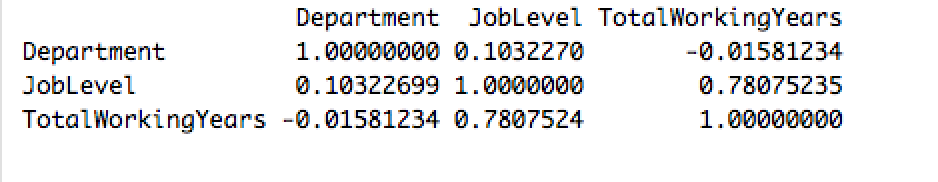 Department JobLevel TotalWorkingYears
Department 1.00000000 0.1032270 -0.01581234
JobLevel 0.10322699 1.0000000 0.78075235
TotalWorkingYears -0.01581234 0.7807524 1.00000000